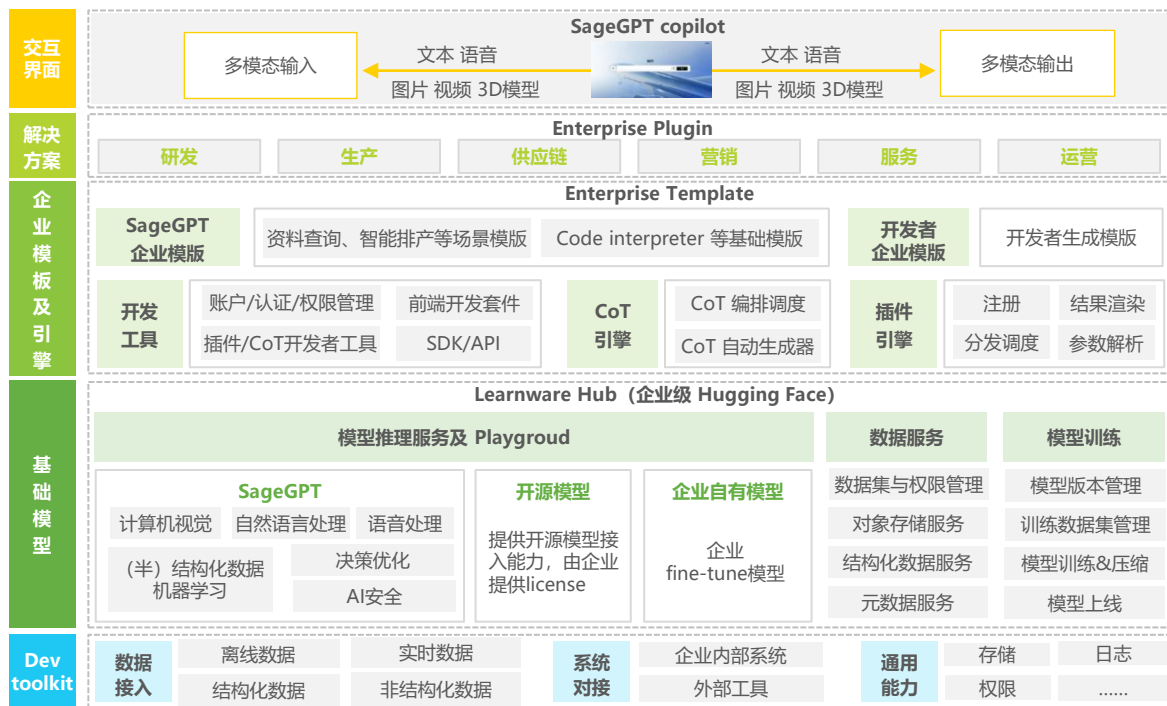 交互
界面
SageGPT copilot
多模态输入
文本 语音
图片 视频 3D模型
文本 语音
图片 视频 3D模型
多模态输出
解决
方案
Enterprise Plugin
研发
生产
供应链
营销
服务
运营
企
业
模
板
及
引
擎
Enterprise Template
SageGPT
企业模版
资料查询、智能排产等场景模版
Code interpreter 等基础模版
开发者
企业模版
开发者生成模版
开发
工具
账户/认证/权限管理
前端开发套件
插件/CoT开发者工具
SDK/API
CoT
引擎
CoT 编排调度
CoT 自动生成器
插件
引擎
注册
结果渲染
分发调度
参数解析
基
础
模
型
Learnware Hub（企业级 Hugging Face）
模型推理服务及 Playgroud
SageGPT
计算机视觉
自然语言处理
语音处理
（半）结构化数据
机器学习
决策优化
AI安全
开源模型
提供开源模型接
入能力，由企业
提供license
企业自有模型
企业
fine-tune模型
数据服务
数据集与权限管理
对象存储服务
结构化数据服务
元数据服务
模型训练
模型版本管理
训练数据集管理
模型训练&压缩
模型上线
Dev
toolkit
数据
接入
离线数据
实时数据
结构化数据
非结构化数据
系统
对接
企业内部系统
外部工具
通用
能力
存储
日志
权限
......